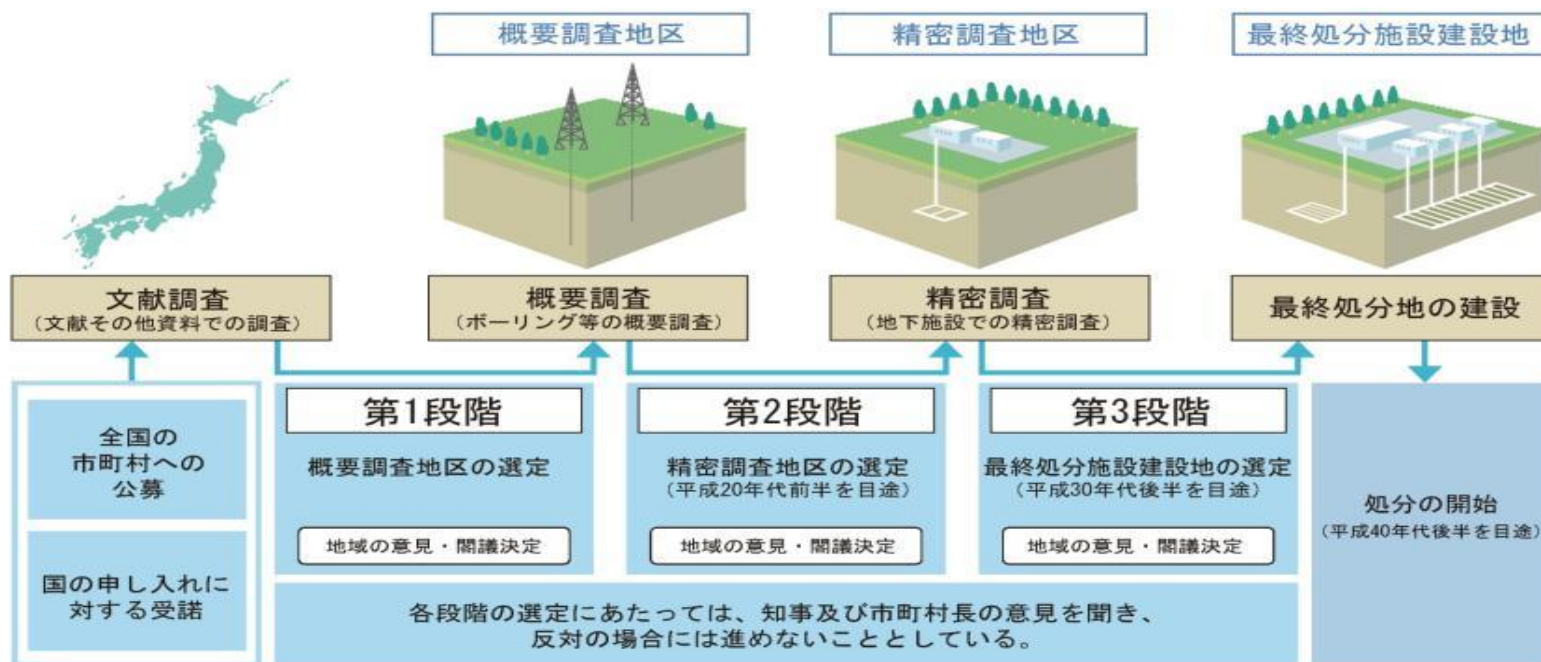 概要調査地区
精密調査地区
最終処分施設建設地
文献調査
(文献その他資料での調査)
概要調査
(ボーリング等の概要調査)
精密調査
(地下施設での精密調査)
最終処分地の建設
全国の
市町村への
公募
国の申し入れに
対する受諾
第1段階
概要調査地区の選定
地域の意見・閣議決定
第2段階
精密調査地区の選定
(平成20年代前半を目途)
地域の意見・閣議決定
第3段階
最終処分施設建設地の選定
(平成30年代後半を目途)
地域の意見・閣議決定
各段階の選定にあたっては、知事及び市町村長の意見を聞き、
反対の場合には進めないこととしている。
処分の開始
(平成40年代後半を目途)